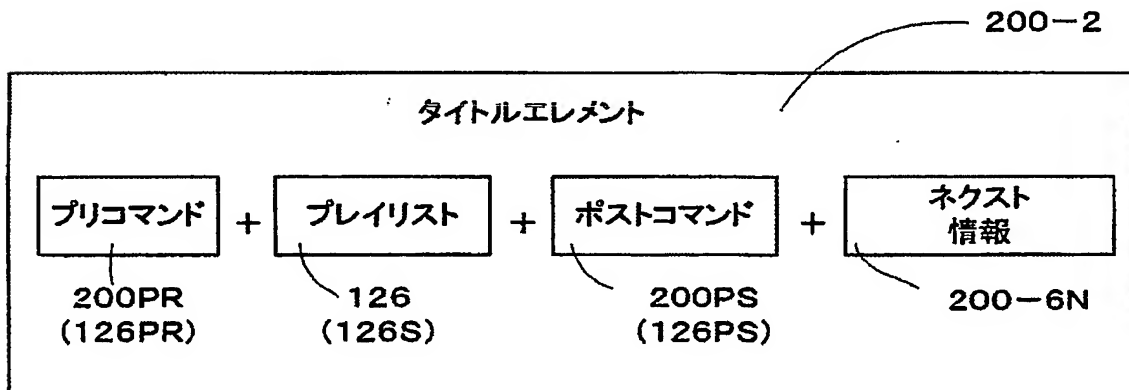 200-2
タイトルエレメント
プリコマンド + プレイリスト + ポストコマンド + ネクスト
情報
200PR 126 200PS 200-6N
(126PR) (126S) (126PS)